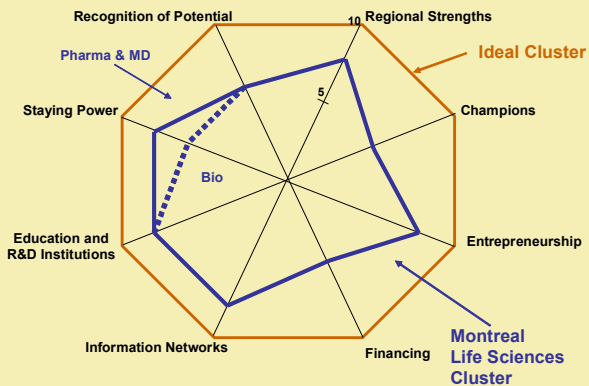 Recognition of Potential
10
Regional Strengths
Pharma & MD
Ideal Cluster
Staying Power
5
Champions
Bio
Education and
R&D Institutions
Entrepreneurship
Information Networks
Financing
Montreal
Life Sciences
Cluster